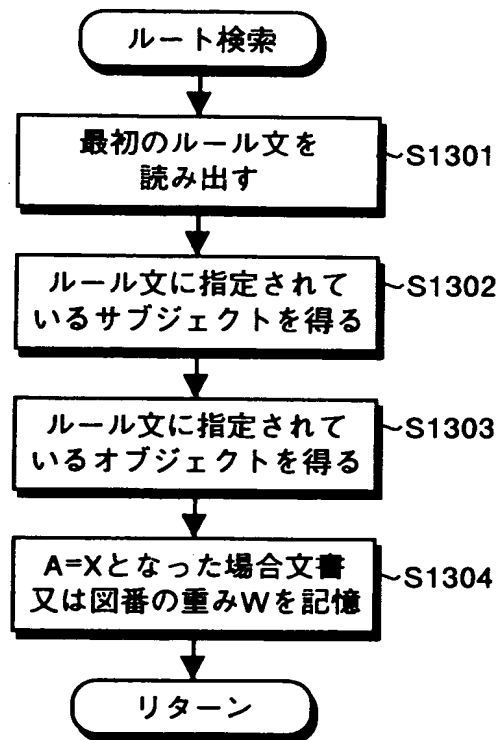 ルート検索
最初のルール文を
読み出す
S1301
ルール文に指定されて
いるサブジェクトを得る
S1302
ルール文に指定されて
いるオブジェクトを得る
S1303
A=Xとなった場合文書
又は図番の重みWを記憶
S1304
リターン